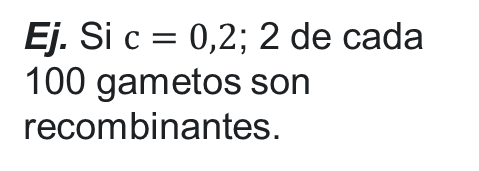 Ej. Si c = 0,2; 2 de cada
100 gametos son
recombinantes.